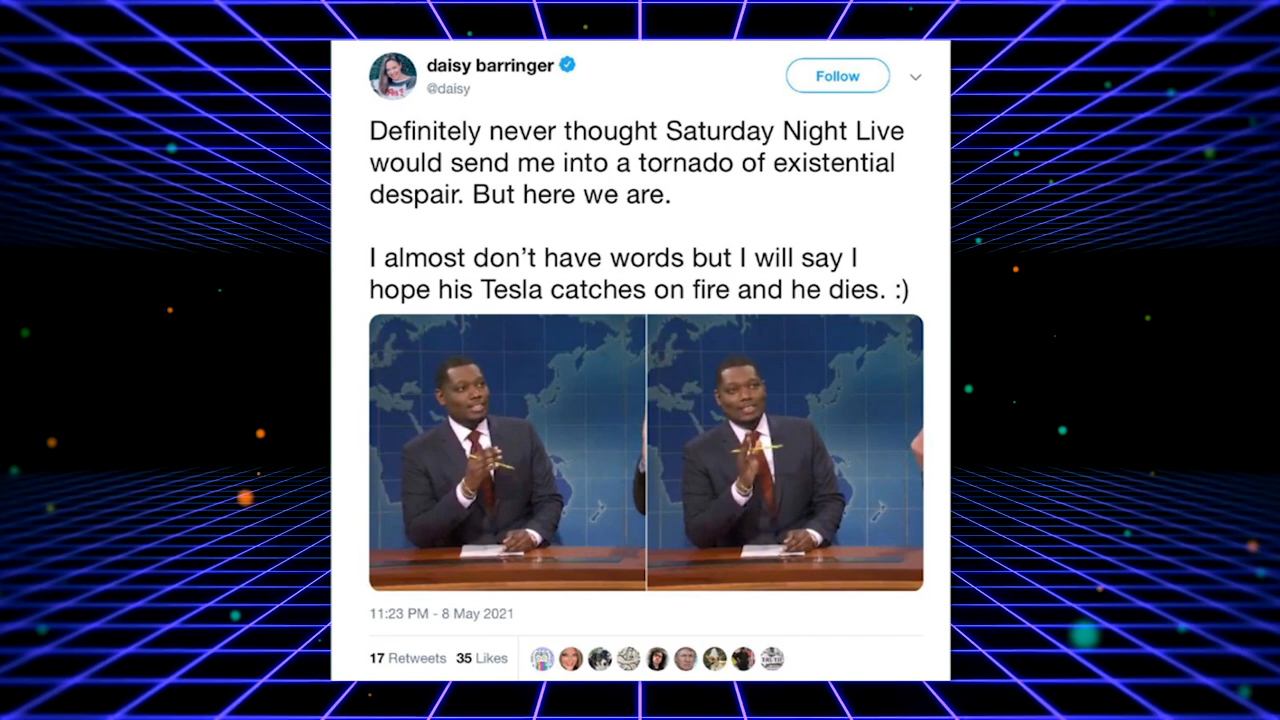 daisy barringer
@daisy
Follow
Definitely never thought Saturday Night Live
would send me into a tornado of existential
despair. But here we are.
I almost don’t have words but I will say I
hope his Tesla catches on fire and he dies. :)
11:23 PM - 8 May 2021
17 Retweets 35 Likes